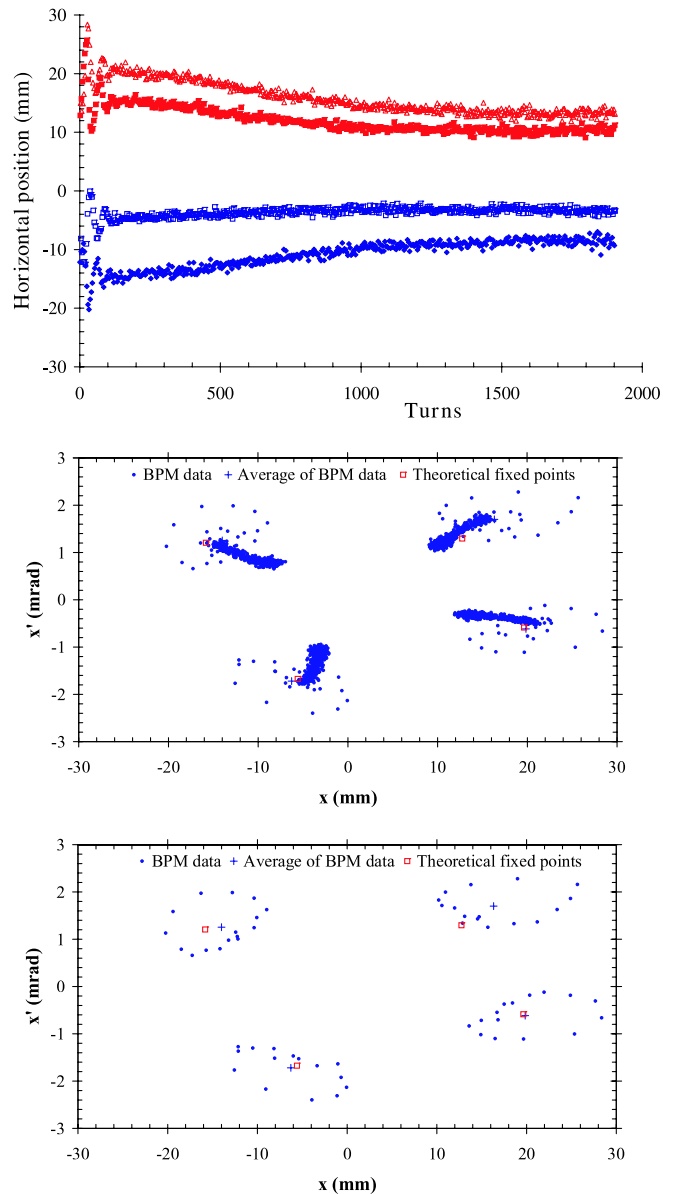 30
20
10
0
-10
-20
-30
Horizontal position (mm)
0 500 1000 1500 2000
Turns
3
2
1
0
-1
-2
-3
x' (mrad)
BPM data + Average of BPM data Theoretical fixed points
-30 -20 -10 0 10 20 30
x (mm)
3
2
1
0
-1
-2
-3
x' (mrad)
BPM data + Average of BPM data Theoretical fixed points
-30 -20 -10 0 10 20 30
x (mm)